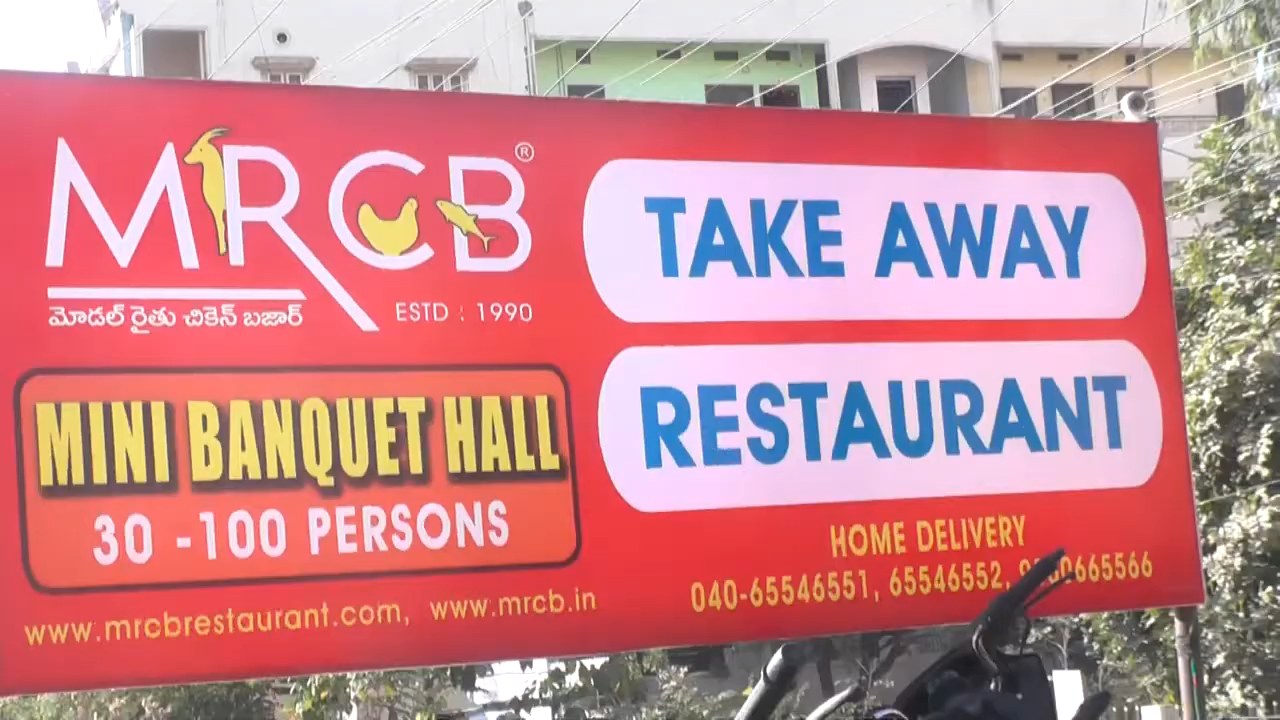 MRCB®
మోడల్ రైతు చికెన్ బజార్
ESTD : 1990
MINI BANQUET HALL
30 -100 PERSONS
www.mrcbrestaurant.com, www.mrcb.in
TAKE AWAY
RESTAURANT
HOME DELIVERY
040-65546551, 65546552,